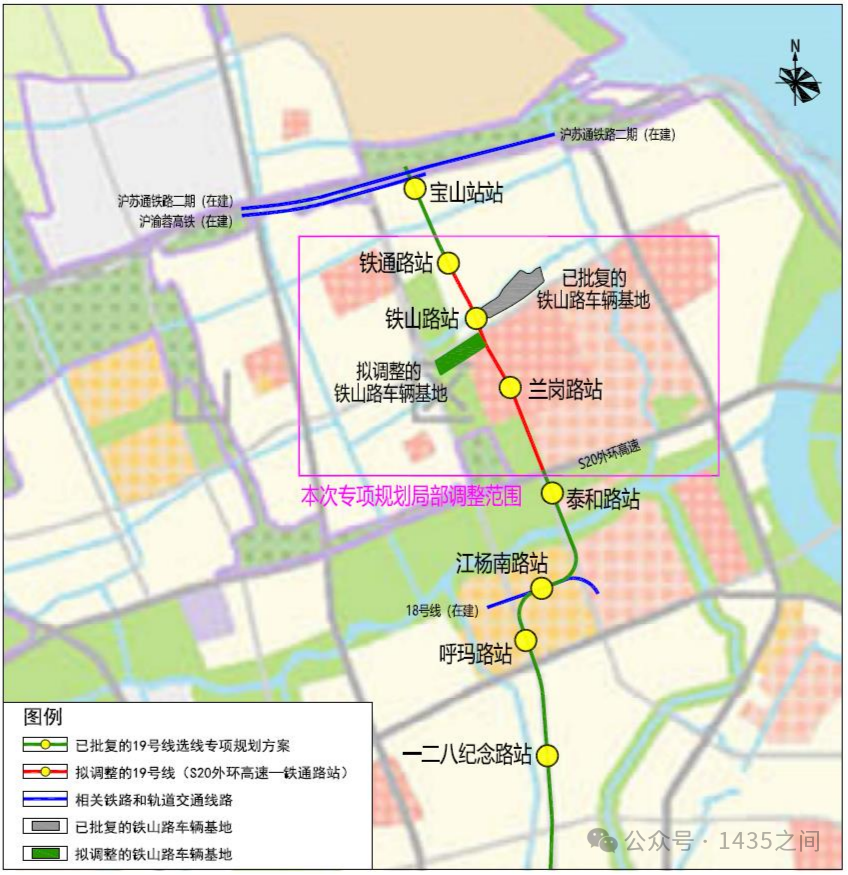 N
沪苏通铁路二期（在建）
宝山站站
沪苏通铁路二期（在建）
沪渝蓉高铁（在建）
铁通路站
已批复的
铁山路车辆基地
铁山路站
拟调整的
铁山路车辆基地
兰岗路站
S20外环高速
本次专项规划局部调整范围
泰和路站
江杨南路站
18号线（在建）
呼玛路站
一二八纪念路站
图例
已批复的19号线选线专项规划方案
拟调整的19号线（S20外环高速—铁通路站）
相关铁路和轨道交通线路
已批复的铁山路车辆基地
拟调整的铁山路车辆基地
公众号·1435之间